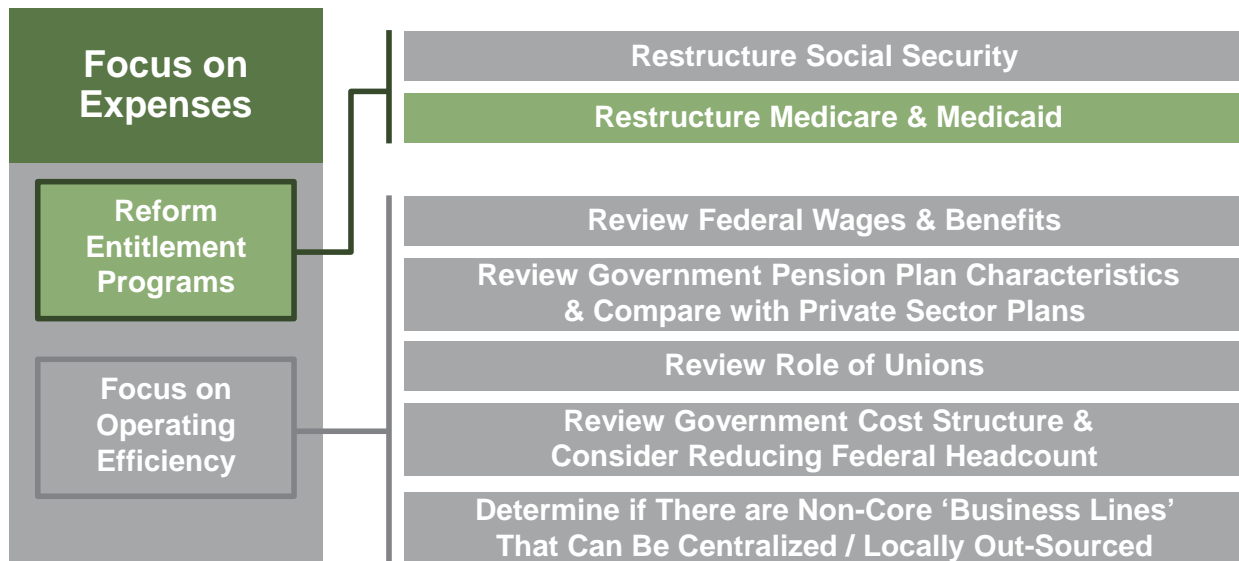 Focus on
Expenses
Reform
Entitlement
Programs
Focus on
Operating
Efficiency
Restructure Social Security
Restructure Medicare & Medicaid
Review Federal Wages & Benefits
Review Government Pension Plan Characteristics
& Compare with Private Sector Plans
Review Role of Unions
Review Government Cost Structure &
Consider Reducing Federal Headcount
Determine if There are Non-Core ‘Business Lines’
That Can Be Centralized / Locally Out-Sourced